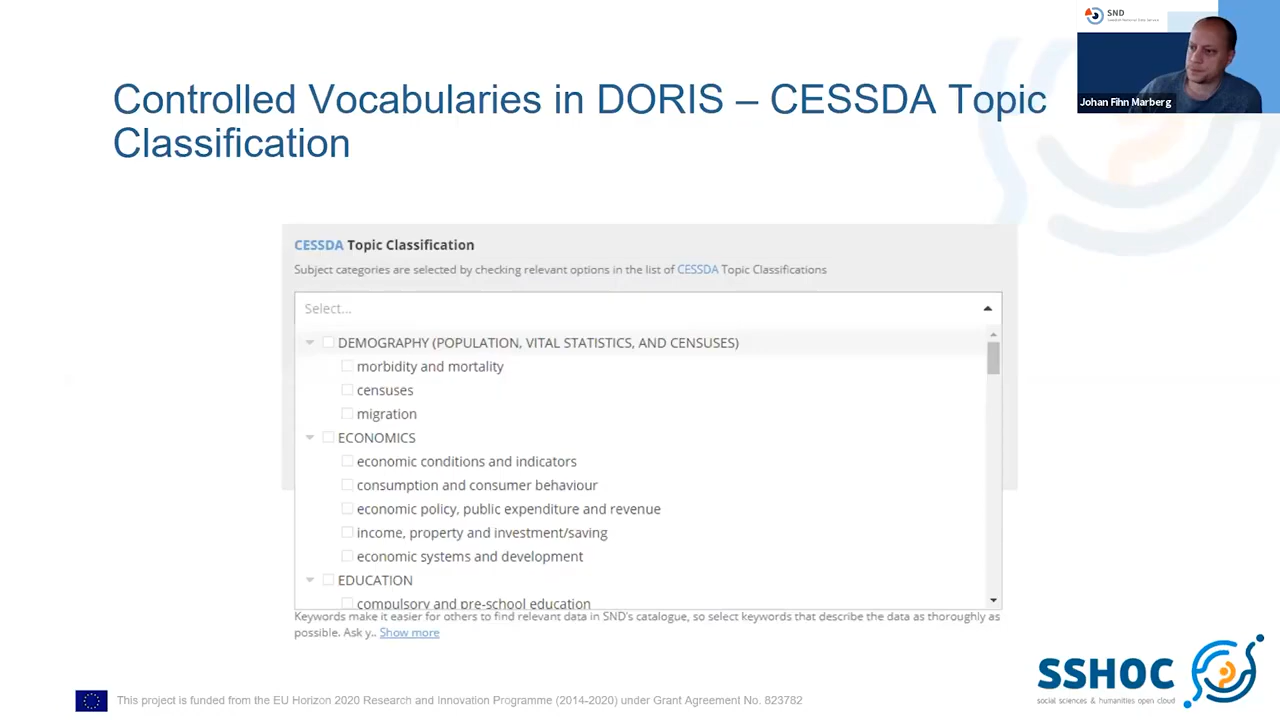 SND
Johan Fihn Marberg
Controlled Vocabularies in DORIS – CESSDA Topic
Classification
CESSDA Topic Classification
Subject categories are selected by checking relevant options in the list of CESSDA Topic Classifications
Select...
DEMOGRAPHY (POPULATION, VITAL STATISTICS, AND CENSUSES)
morbidity and mortality
censuses
migration
ECONOMICS
economic conditions and indicators
consumption and consumer behaviour
economic policy, public expenditure and revenue
income, property and investment/saving
economic systems and development
EDUCATION
compulsory and pre-school education
Keywords make it easier for others to find relevant data in SND's catalogue, so select keywords that describe the data as thoroughly as
possible. Ask y.. Show more
SSHOC
social sciences & humanities open cloud
This project is funded from the EU Horizon 2020 Research and Innovation Programme (2014-2020) under Grant Agreement No. 823782